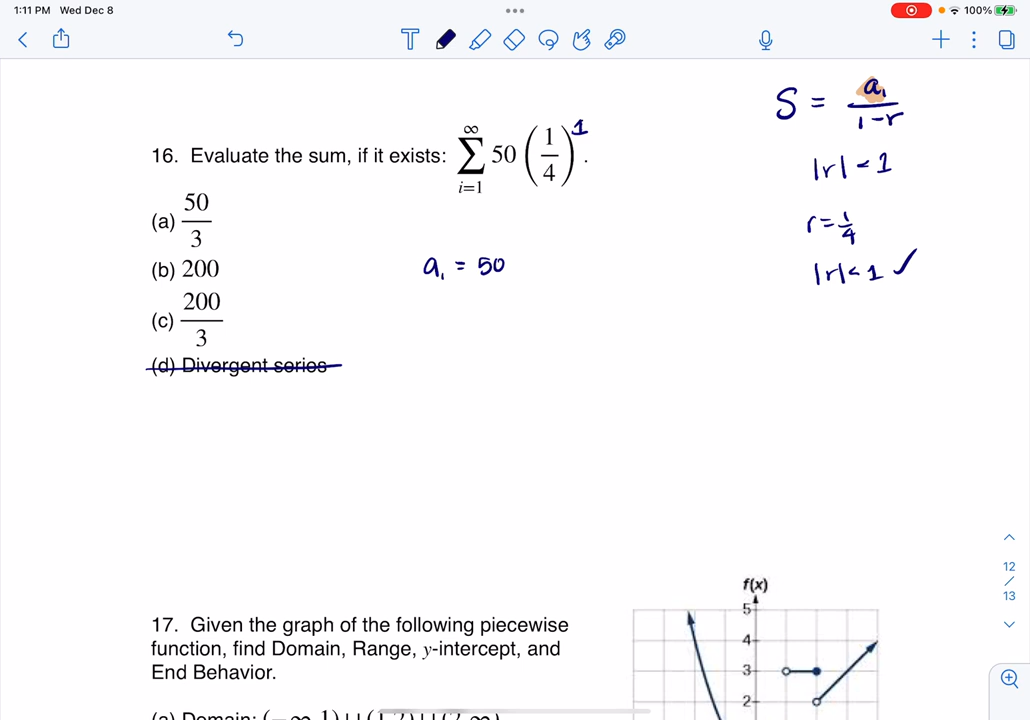 1:11 PM Wed Dec 8
100%
S = a₁ / 1-r
16. Evaluate the sum, if it exists: ∑_{i=1}^{∞} 50 (1/4)^1.
|r| < 1
(a) 50/3
r = 1/4
(b) 200
a₁ = 50
|r| < 1 ✓
(c) 200/3
(d) Divergent series
12
/
13
17. Given the graph of the following piecewise
function, find Domain, Range, y-intercept, and
End Behavior.
f(x)
5
4
3
2